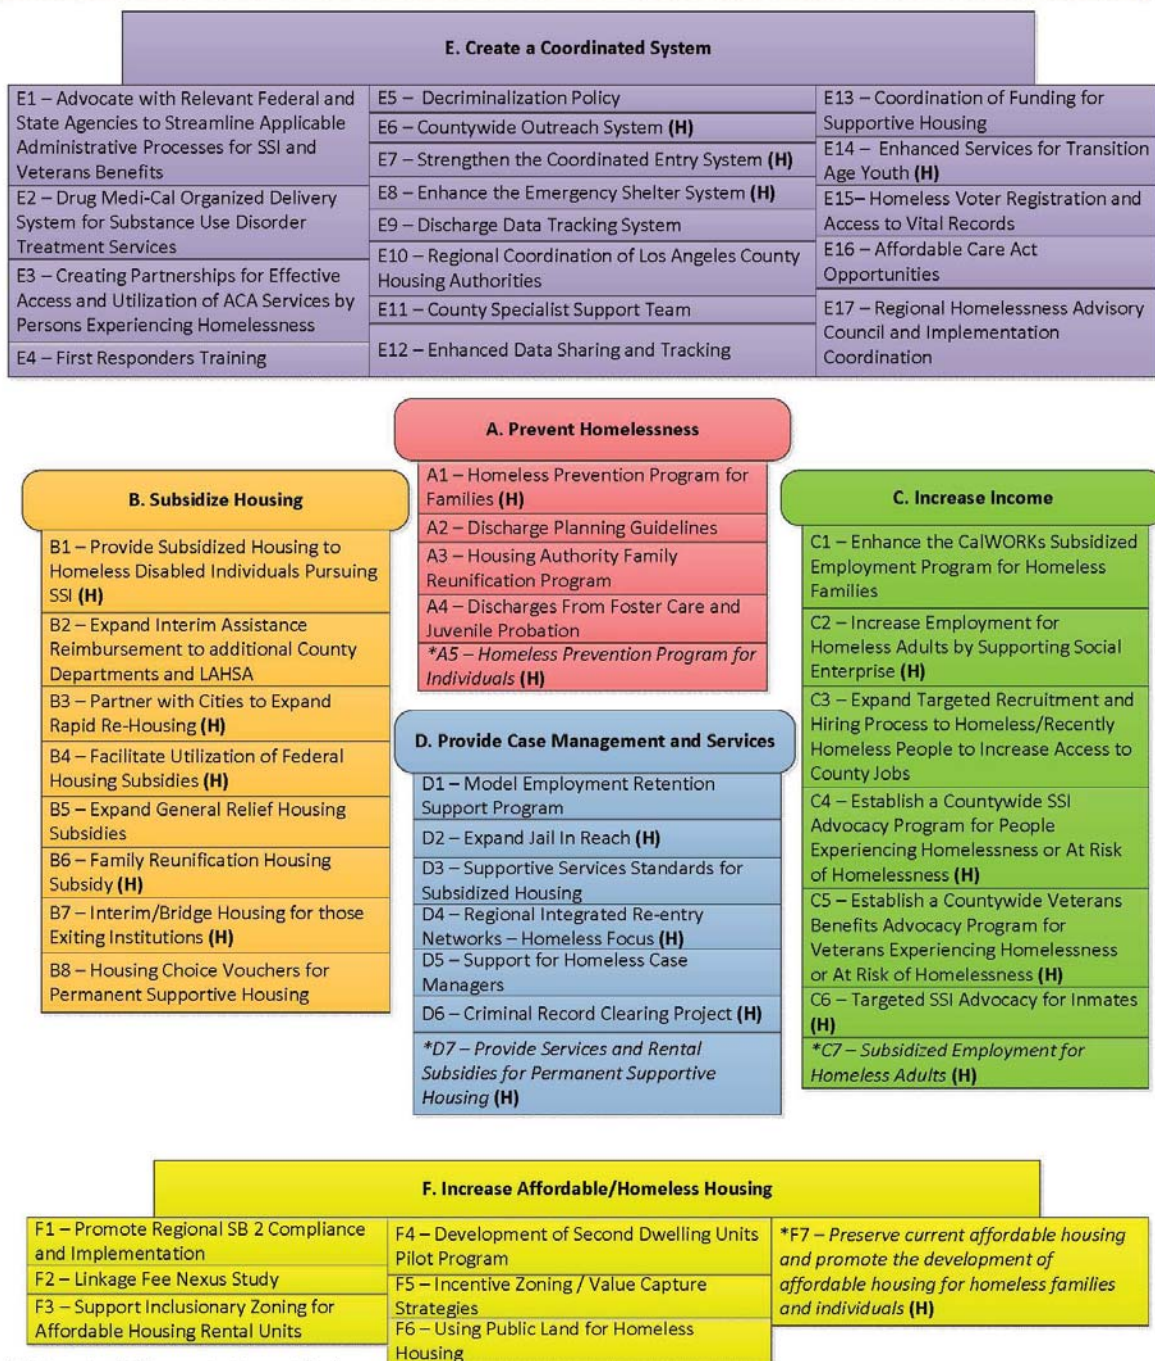 E. Create a Coordinated System
E1 – Advocate with Relevant Federal and
State Agencies to Streamline Applicable
Administrative Processes for SSI and
Veterans Benefits
E2 – Drug Medi-Cal Organized Delivery
System for Substance Use Disorder
Treatment Services
E3 – Creating Partnerships for Effective
Access and Utilization of ACA Services by
Persons Experiencing Homelessness
E4 – First Responders Training
E5 – Decriminalization Policy
E6 – Countywide Outreach System (H)
E7 – Strengthen the Coordinated Entry System (H)
E8 – Enhance the Emergency Shelter System (H)
E9 – Discharge Data Tracking System
E10 – Regional Coordination of Los Angeles County
Housing Authorities
E11 – County Specialist Support Team
E12 – Enhanced Data Sharing and Tracking
E13 – Coordination of Funding for
Supportive Housing
E14 – Enhanced Services for Transition
Age Youth (H)
E15– Homeless Voter Registration and
Access to Vital Records
E16 – Affordable Care Act
Opportunities
E17 – Regional Homelessness Advisory
Council and Implementation
Coordination
A. Prevent Homelessness
A1 – Homeless Prevention Program for
Families (H)
A2 – Discharge Planning Guidelines
A3 – Housing Authority Family
Reunification Program
A4 – Discharges From Foster Care and
Juvenile Probation
*A5 – Homeless Prevention Program for
Individuals (H)
B. Subsidize Housing
B1 – Provide Subsidized Housing to
Homeless Disabled Individuals Pursuing
SSI (H)
B2 – Expand Interim Assistance
Reimbursement to additional County
Departments and LAHSA
B3 – Partner with Cities to Expand
Rapid Re-Housing (H)
B4 – Facilitate Utilization of Federal
Housing Subsidies (H)
B5 – Expand General Relief Housing
Subsidies
B6 – Family Reunification Housing
Subsidy (H)
B7 – Interim/Bridge Housing for those
Exiting Institutions (H)
B8 – Housing Choice Vouchers for
Permanent Supportive Housing
D. Provide Case Management and Services
D1 – Model Employment Retention
Support Program
D2 – Expand Jail In Reach (H)
D3 – Supportive Services Standards for
Subsidized Housing
D4 – Regional Integrated Re-entry
Networks – Homeless Focus (H)
D5 – Support for Homeless Case
Managers
D6 – Criminal Record Clearing Project (H)
*D7 – Provide Services and Rental
Subsidies for Permanent Supportive
Housing (H)
C. Increase Income
C1 – Enhance the CalWORKs Subsidized
Employment Program for Homeless
Families
C2 – Increase Employment for
Homeless Adults by Supporting Social
Enterprise (H)
C3 – Expand Targeted Recruitment and
Hiring Process to Homeless/Recently
Homeless People to Increase Access to
County Jobs
C4 – Establish a Countywide SSI
Advocacy Program for People
Experiencing Homelessness or At Risk
of Homelessness (H)
C5 – Establish a Countywide Veterans
Benefits Advocacy Program for
Veterans Experiencing Homelessness
or At Risk of Homelessness (H)
C6 – Targeted SSI Advocacy for Inmates
(H)
*C7 – Subsidized Employment for
Homeless Adults (H)
F. Increase Affordable/Homeless Housing
F1 – Promote Regional SB 2 Compliance
and Implementation
F2 – Linkage Fee Nexus Study
F3 – Support Inclusionary Zoning for
Affordable Housing Rental Units
F4 – Development of Second Dwelling Units
Pilot Program
F5 – Incentive Zoning / Value Capture
Strategies
F6 – Using Public Land for Homeless
Housing
*F7 – Preserve current affordable housing
and promote the development of
affordable housing for homeless families
and individuals (H)